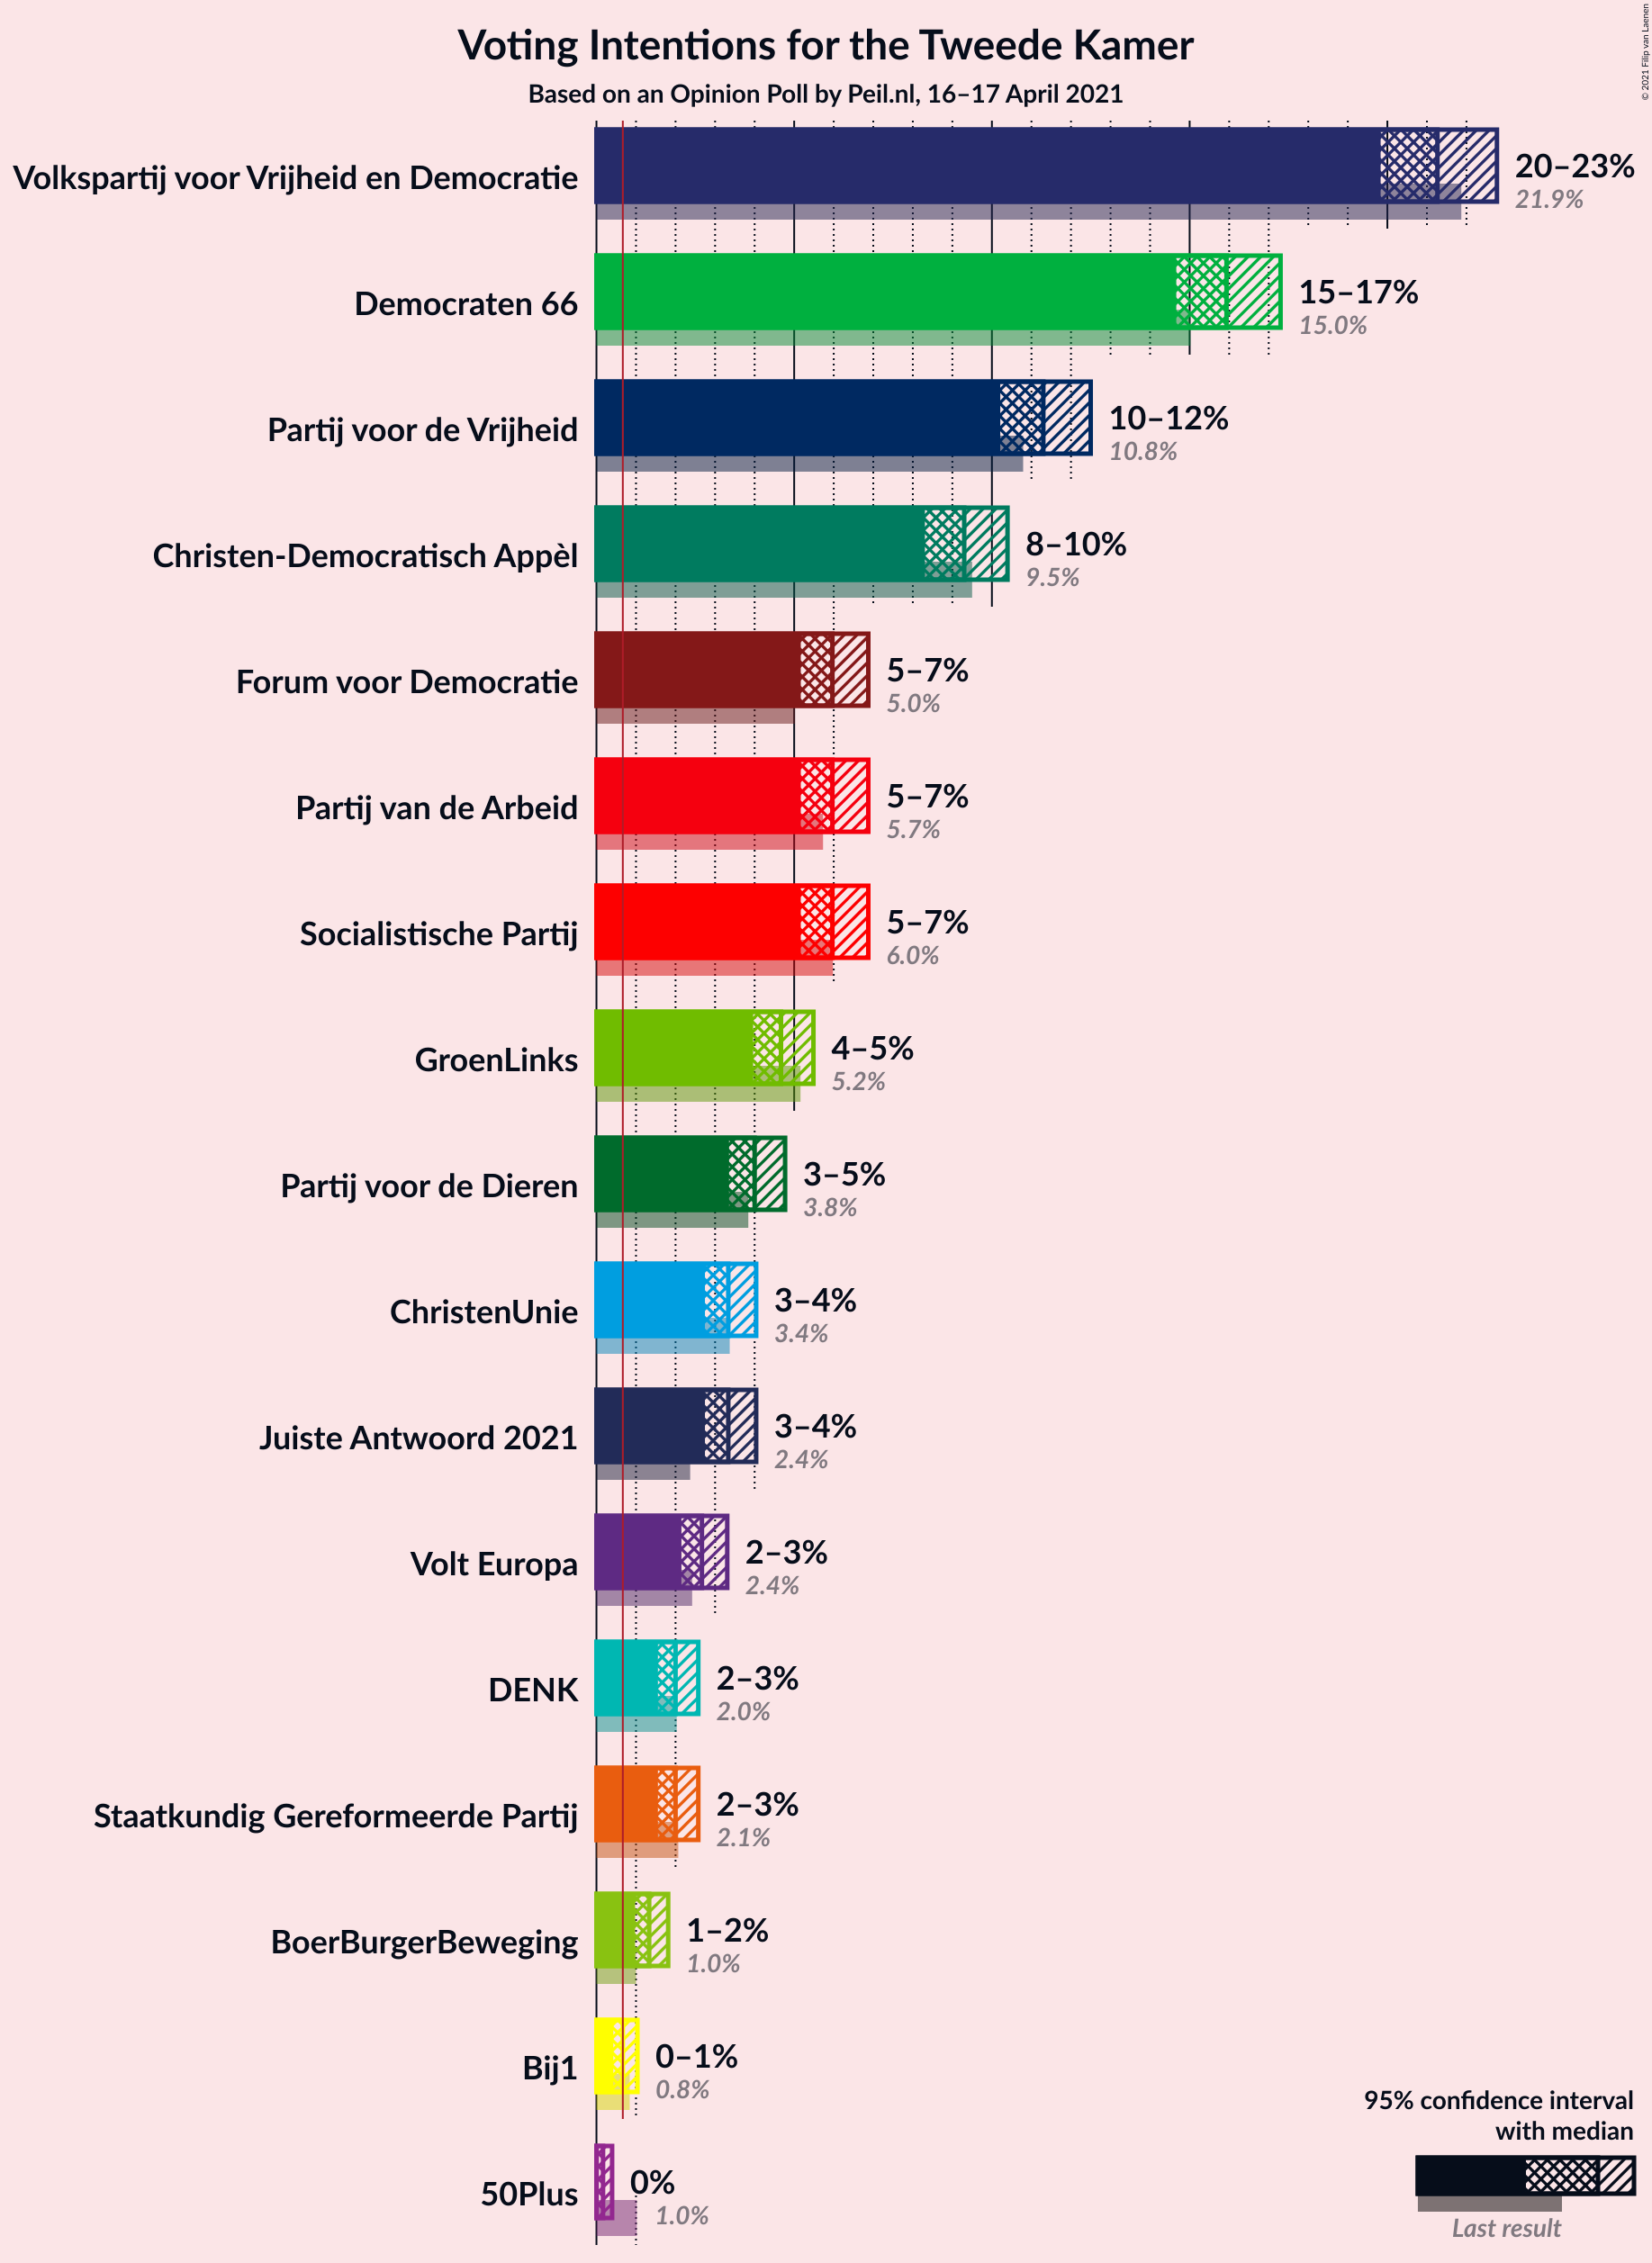 Voting Intentions for the Tweede Kamer
Based on an Opinion Poll by Peil.nl, 16–17 April 2021
© 2021 Filip van Laenen
Volkspartij voor Vrijheid en Democratie
20–23%
21.9%
Democraten 66
15–17%
15.0%
Partij voor de Vrijheid
10–12%
10.8%
Christen-Democratisch Appèl
8–10%
9.5%
Forum voor Democratie
5–7%
5.0%
Partij van de Arbeid
5–7%
5.7%
Socialistische Partij
5–7%
6.0%
GroenLinks
4–5%
5.2%
Partij voor de Dieren
3–5%
3.8%
ChristenUnie
3–4%
3.4%
Juiste Antwoord 2021
3–4%
2.4%
Volt Europa
2–3%
2.4%
DENK
2–3%
2.0%
Staatkundig Gereformeerde Partij
2–3%
2.1%
BoerBurgerBeweging
1–2%
1.0%
Bij1
0–1%
0.8%
50Plus
0%
1.0%
95% confidence interval
with median
Last result